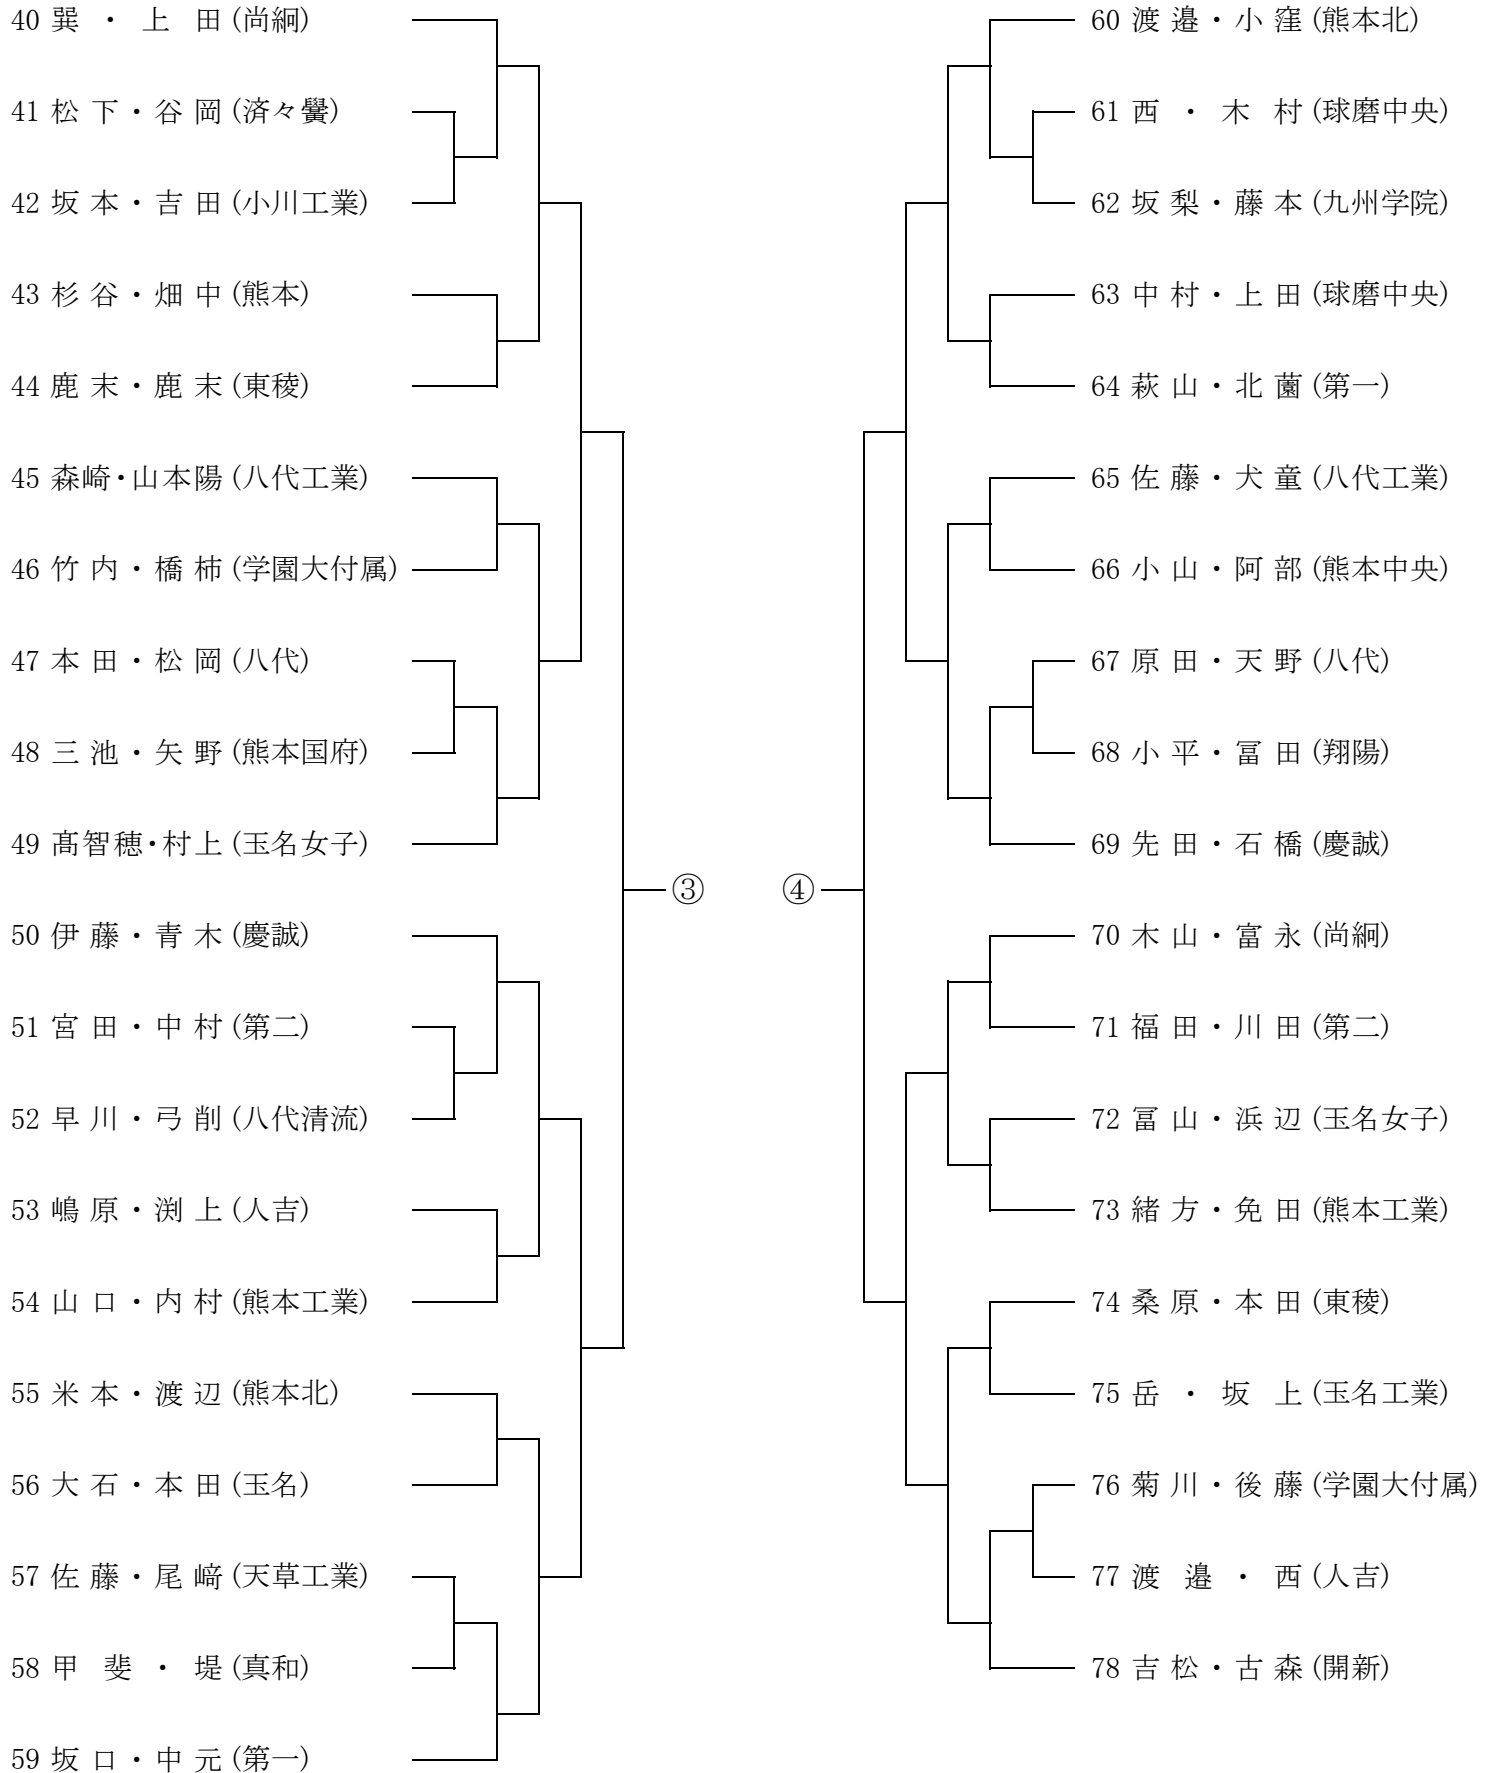 40 巽 ・ 上 田 (尚絅)
41 松 下 ・ 谷 岡 (済々黌)
42 坂 本 ・ 吉 田 (小川工業)
43 杉 谷 ・ 畑 中 (熊本)
44 鹿 末 ・ 鹿 末 (東稜)
45 森崎・山本陽 (八代工業)
46 竹 内 ・ 橋 柿 (学園大付属)
47 本 田 ・ 松 岡 (八代)
48 三 池 ・ 矢 野 (熊本国府)
49 髙智穂・村上 (玉名女子)
③
50 伊 藤 ・ 青 木 (慶誠)
51 宮 田 ・ 中 村 (第二)
52 早 川 ・ 弓 削 (八代清流)
53 嶋 原 ・ 渕 上 (人吉)
54 山 口 ・ 内 村 (熊本工業)
55 米 本 ・ 渡 辺 (熊本北)
56 大 石 ・ 本 田 (玉名)
57 佐 藤 ・ 尾 﨑 (天草工業)
58 甲 斐 ・ 堤 (真和)
59 坂 口 ・ 中 元 (第一)
60 渡 邉 ・ 小 窪 (熊本北)
61 西 ・ 木 村 (球磨中央)
62 坂 梨 ・ 藤 本 (九州学院)
63 中 村 ・ 上 田 (球磨中央)
64 萩 山 ・ 北 薗 (第一)
65 佐 藤 ・ 犬 童 (八代工業)
66 小 山 ・ 阿 部 (熊本中央)
67 原 田 ・ 天 野 (八代)
68 小 平 ・ 冨 田 (翔陽)
69 先 田 ・ 石 橋 (慶誠)
④
70 木 山 ・ 富 永 (尚絅)
71 福 田 ・ 川 田 (第二)
72 冨 山 ・ 浜 辺 (玉名女子)
73 緒 方 ・ 免 田 (熊本工業)
74 桑 原 ・ 本 田 (東稜)
75 岳 ・ 坂 上 (玉名工業)
76 菊 川 ・ 後 藤 (学園大付属)
77 渡 邉 ・ 西 (人吉)
78 吉 松 ・ 古 森 (開新)